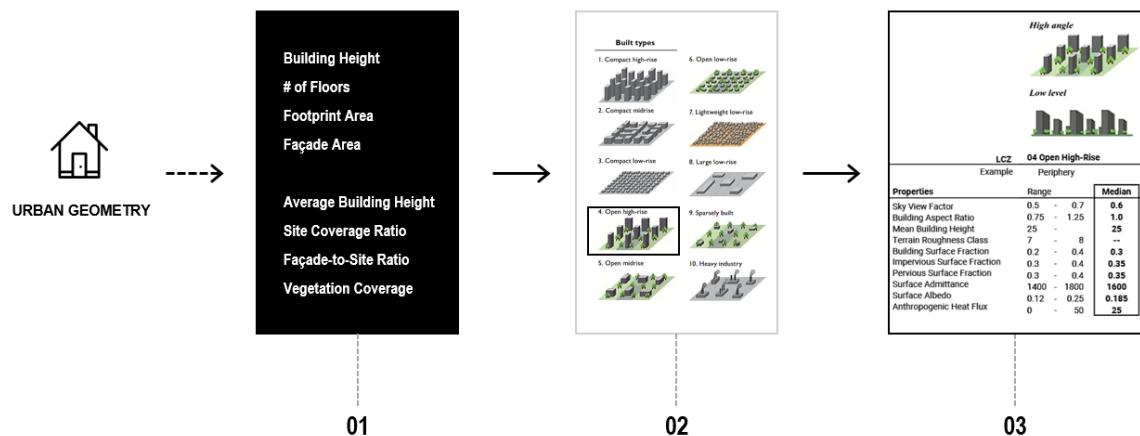 URBAN GEOMETRY
Building Height
# of Floors
Footprint Area
Façade Area
Average Building Height
Site Coverage Ratio
Façade-to-Site Ratio
Vegetation Coverage
01
Built types
1. Compact high-rise
2. Compact midrise
3. Compact low-rise
4. Open high-rise
5. Open midrise
6. Open low-rise
7. Lightweight low-rise
8. Large low-rise
9. Sparsely built
10. Heavy industry
02
High angle
Low level
LCZ 04 Open High-Rise
Example Periphery
Properties Range Median
Sky View Factor 0.5 - 0.7 0.6
Building Aspect Ratio 0.75 - 1.25 1.0
Mean Building Height 25 - 25
Terrain Roughness Class 7 - 8 --
Building Surface Fraction 0.2 - 0.4 0.3
Impervious Surface Fraction 0.3 - 0.4 0.35
Pervious Surface Fraction 0.3 - 0.4 0.35
Surface Admittance 1400 - 1800 1600
Surface Albedo 0.12 - 0.25 0.185
Anthropogenic Heat Flux 0 - 50 25
03